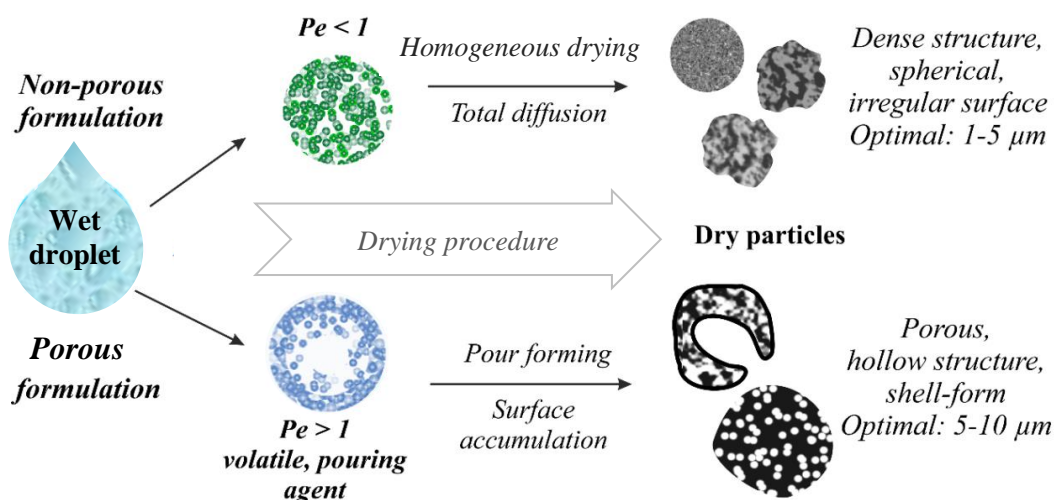 Non-porous
formulation
Wet
droplet
Porous
formulation
Pe < 1
Homogeneous drying
Total diffusion
Dense structure,
spherical,
irregular surface
Optimal: 1-5 µm
Drying procedure
Dry particles
Pe > 1
volatile, pouring
agent
Pour forming
Surface
accumulation
Porous,
hollow structure,
shell-form
Optimal: 5-10 µm